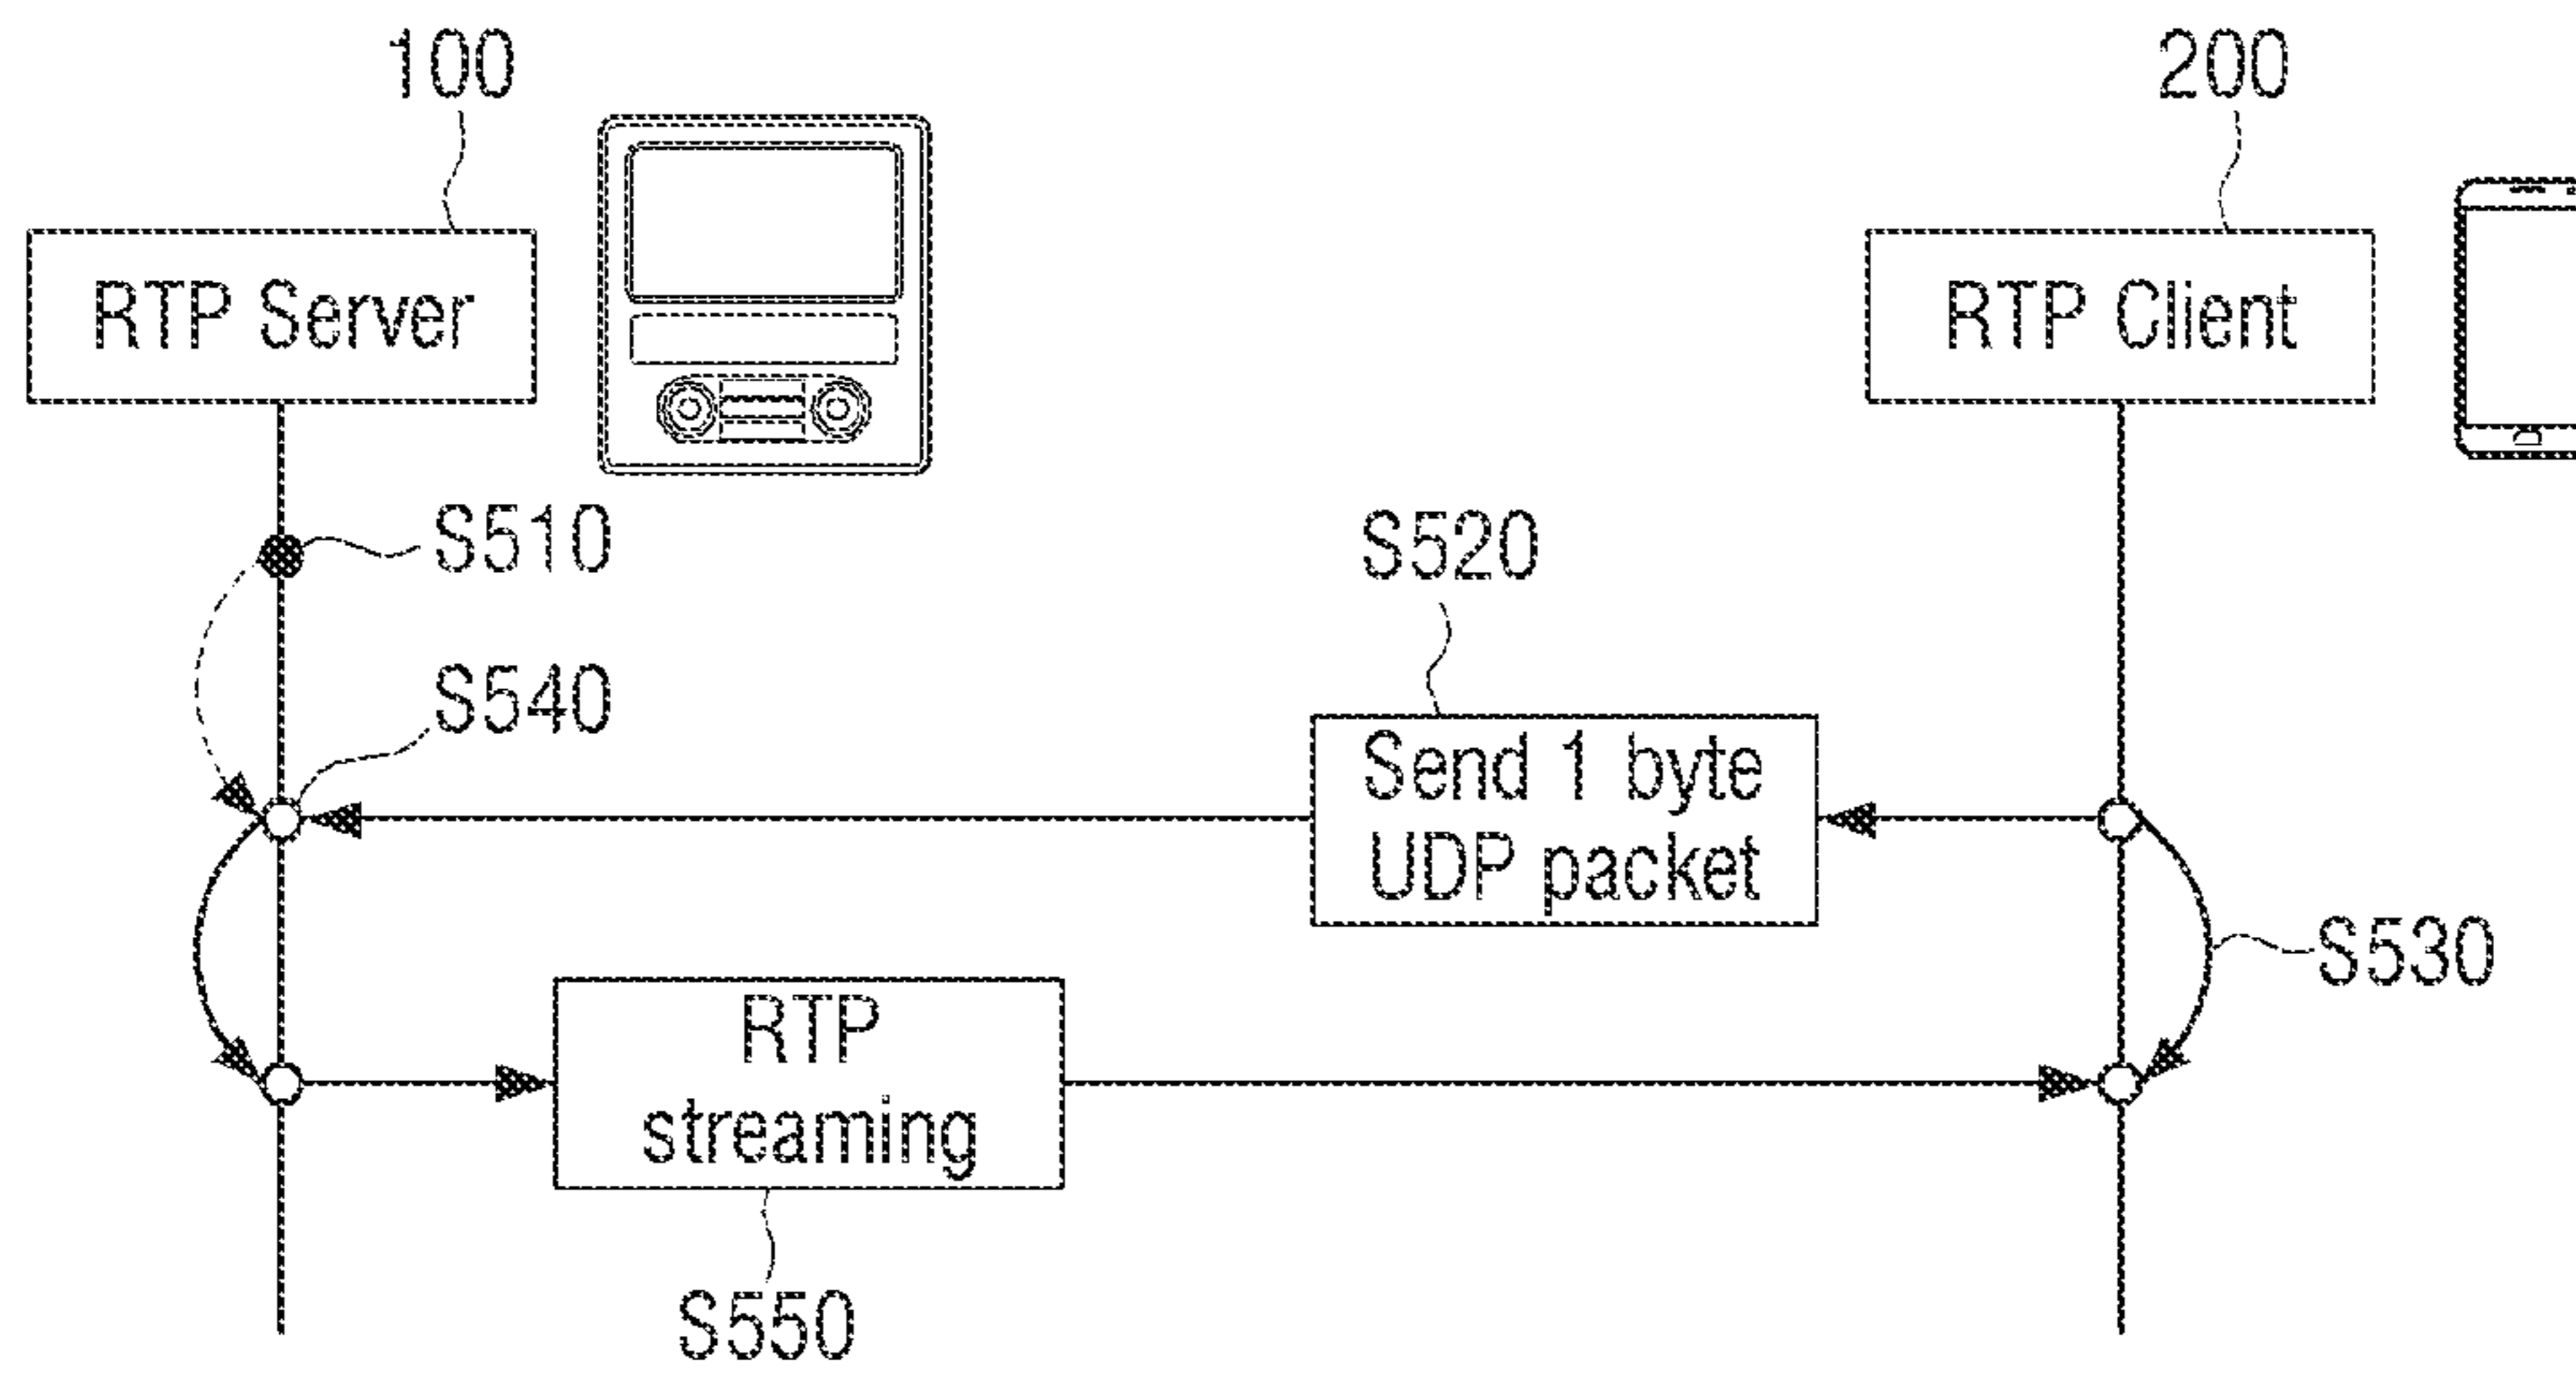 100
200
RTP Server
RTP Client
S510
S520
S540
Send 1 byte
UDP packet
S530
RTP
streaming
S550